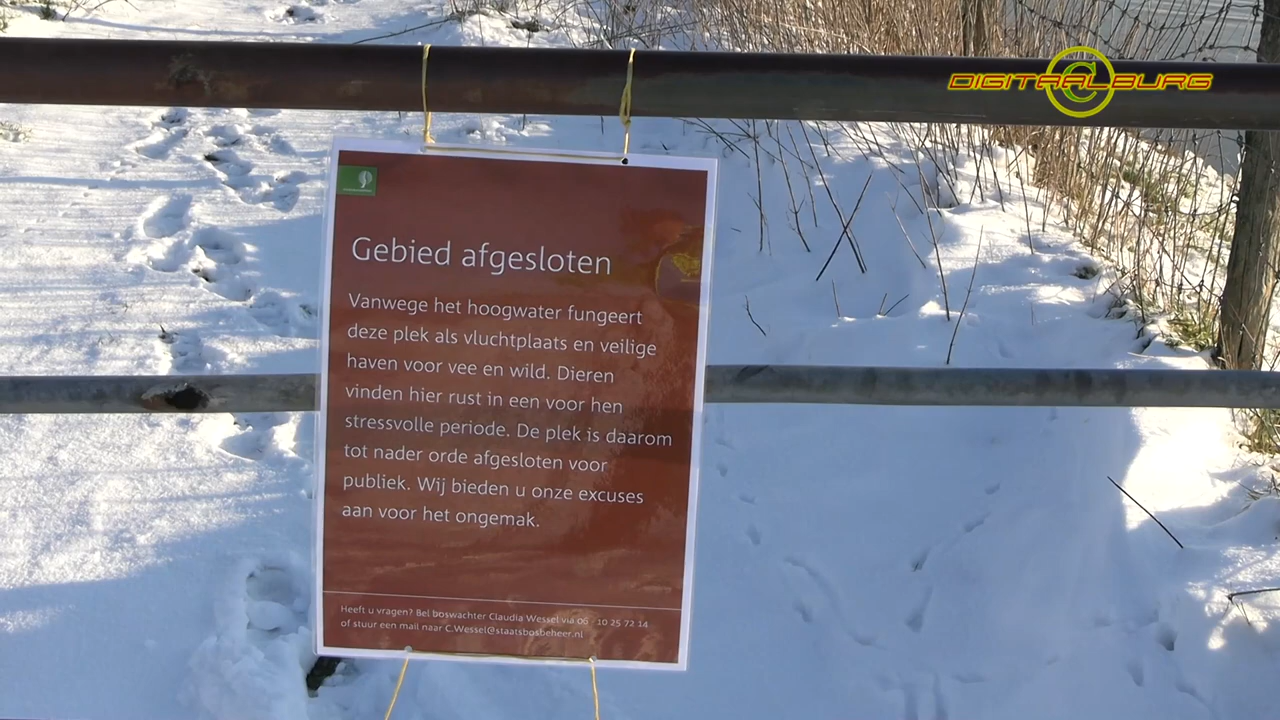 DIGITAALBURG
Gebied afgesloten
Vanwege het hoogwater fungeert
deze plek als vluchtplaats en veilige
haven voor vee en wild. Dieren
vinden hier rust in een voor hen
stressvolle periode. De plek is daarom
tot nader orde afgesloten voor
publiek. Wij bieden u onze excuses
aan voor het ongemak.
Heeft u vragen? Bel boswachter Claudia Wessel via 06 - 10 25 72 14
of stuur een mail naar C.Wessel@staatsbosbeheer.nl